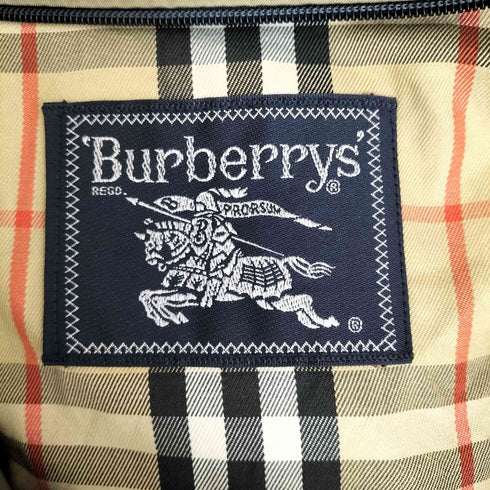 'Burberrys'®
REGD.
PRORSUM
®